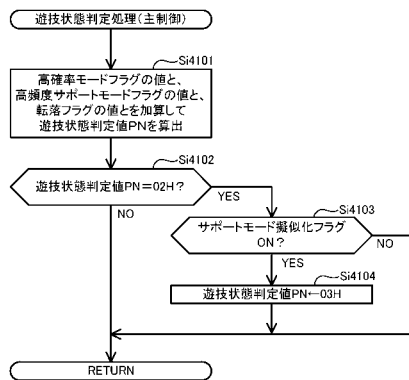 遊技状態判定処理(主制御)
Si4101
高確率モードフラグの値と、
高頻度サポートモードフラグの値と、
転落フラグの値とを加算して
遊技状態判定値PNを算出
Si4102
遊技状態判定値PN=02H?
YES
NO
Si4103
サポートモード擬似化フラグ
ON?
NO
YES
Si4104
遊技状態判定値PN←03H
RETURN